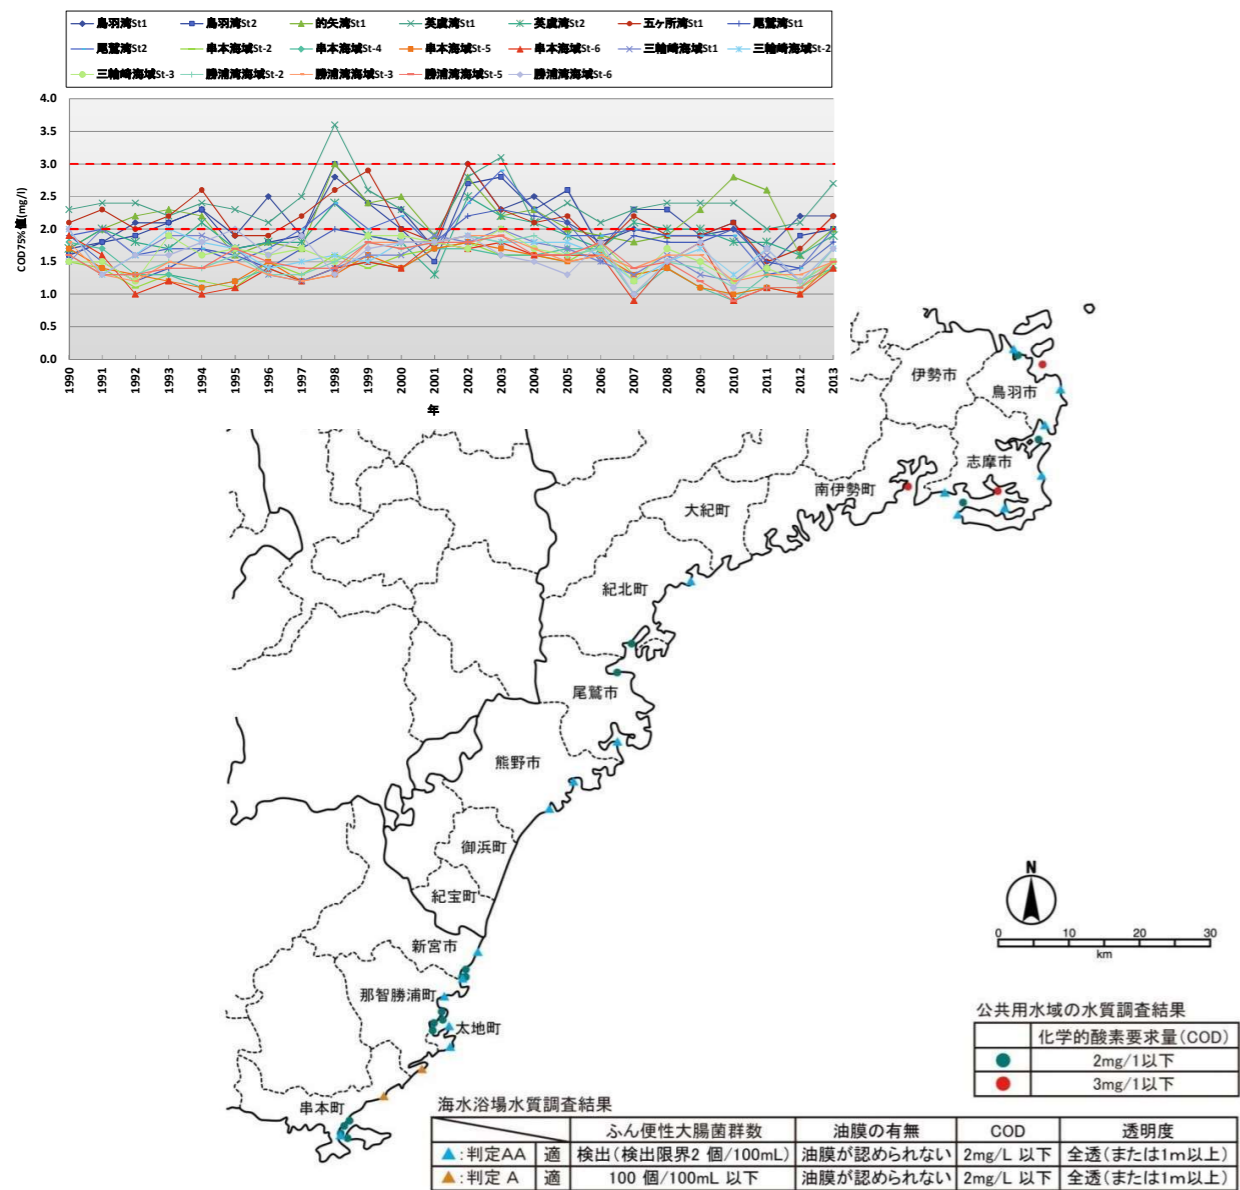 鳥羽湾St1 鳥羽湾St2 的矢湾St1 英虞湾St1 英虞湾St2 五ヶ所湾St1 尾鷲湾St1
尾鷲湾St2 串本海域St-2 串本海域St-4 串本海域St-5 串本海域St-6 三輪崎海域St1 三輪崎海域St-2
三輪崎海域St-3 勝浦湾海域St-2 勝浦湾海域St-3 勝浦湾海域St-5 勝浦湾海域St-6
COD75%値(mg/l)
4.0
3.5
3.0
2.5
2.0
1.5
1.0
0.5
0.0
1990 1991 1992 1993 1994 1995 1996 1997 1998 1999 2000 2001 2002 2003 2004 2005 2006 2007 2008 2009 2010 2011 2012 2013
年
伊勢市
鳥羽市
志摩市
南伊勢町
大紀町
紀北町
尾鷲市
熊野市
御浜町
紀宝町
新宮市
那智勝浦町
太地町
串本町
N
0 10 20 30
km
公共用水域の水質調査結果
化学的酸素要求量(COD)
2mg/1以下
3mg/1以下
海水浴場水質調査結果
ふん便性大腸菌群数 油膜の有無 COD 透明度
:判定AA 適 検出(検出限界2 個/100mL) 油膜が認められない 2mg/L 以下 全透(または1m以上)
:判定 A 適 100 個/100mL 以下 油膜が認められない 2mg/L 以下 全透(または1m以上)